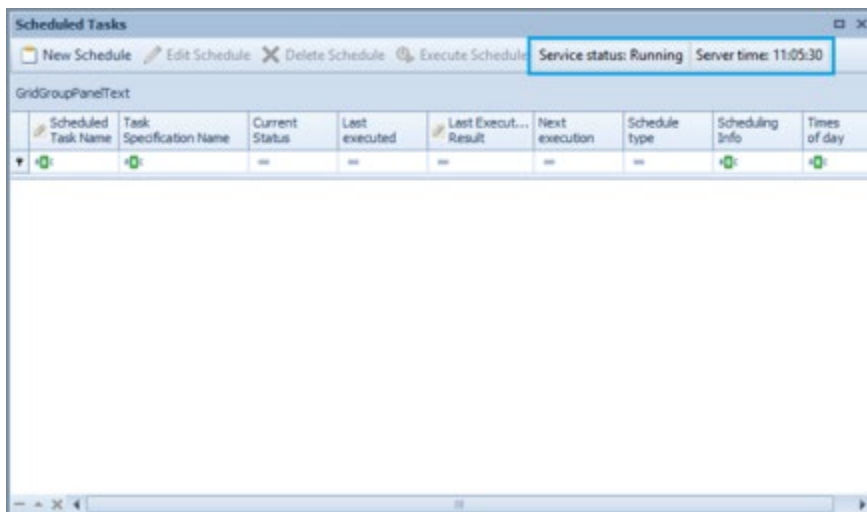 Scheduled Tasks
New Schedule Edit Schedule Delete Schedule Execute Schedule Service status: Running Server time: 11:05:30
GridGroupPanelText
Scheduled Task Name Task Specification Name Current Status Last executed Last Execut... Result Next execution Schedule type Scheduling Info Times of day